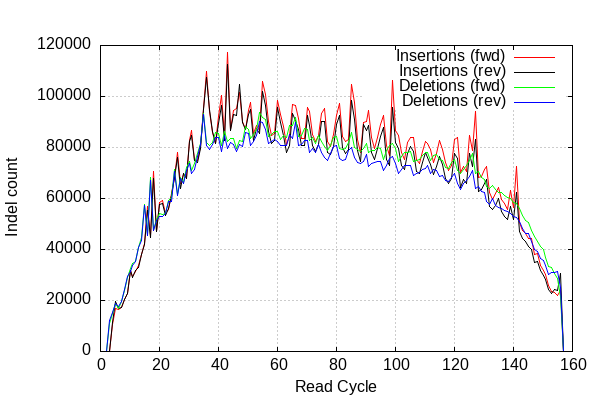 120000
100000
80000
60000
40000
20000
0
Indel count
Insertions (fwd)
Insertions (rev)
Deletions (fwd)
Deletions (rev)
0 20 40 60 80 100 120 140 160
Read Cycle